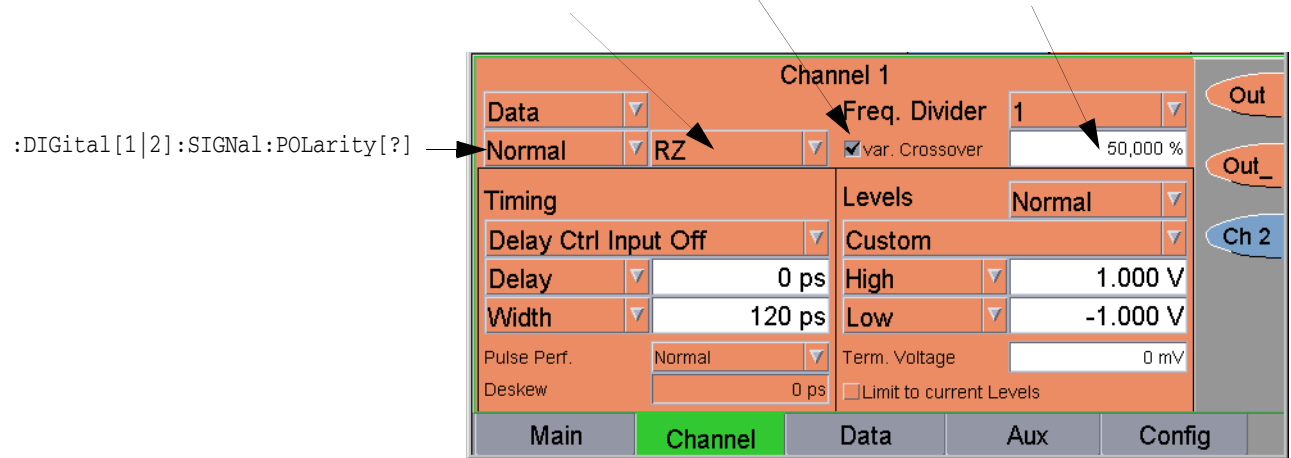 Channel 1
Data Freq. Divider 1
:DIGital[1|2]:SIGNal:POLarity[?] Normal RZ var. Crossover 50,000 %
Timing Levels Normal
Delay Ctrl Input Off Custom
Delay 0 ps High 1.000 V
Width 120 ps Low -1.000 V
Pulse Perf. Normal Term. Voltage 0 mV
Deskew 0 ps Limit to current Levels
Out
Out_
Ch 2
Main Channel Data Aux Config